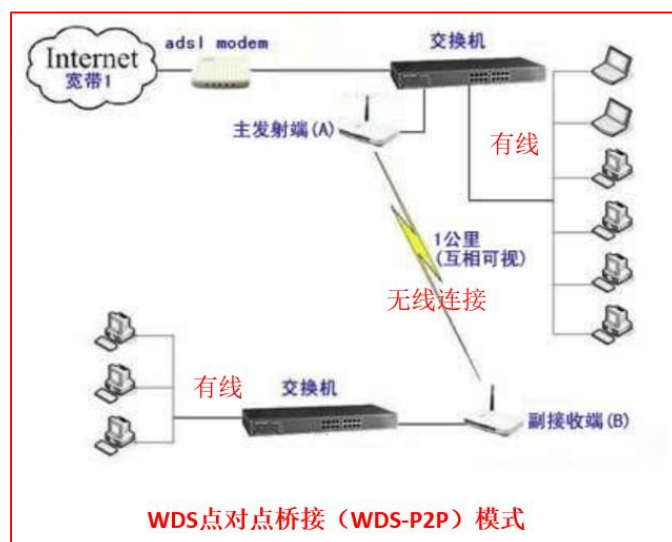 Internet
宽带1
adsl modem
交换机
主发射端(A)
有线
1公里
(互相可视)
无线连接
有线
交换机
副接收端(B)
WDS点对点桥接（WDS-P2P）模式